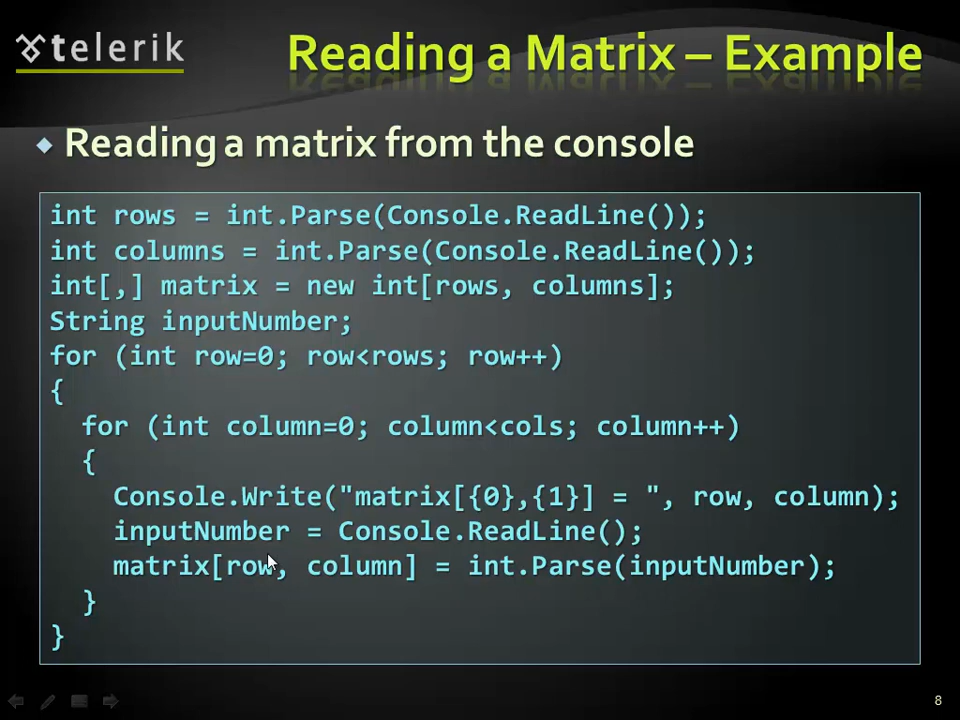 telerik
Reading a Matrix – Example
Reading a matrix from the console
int rows = int.Parse(Console.ReadLine());
int columns = int.Parse(Console.ReadLine());
int[,] matrix = new int[rows, columns];
String inputNumber;
for (int row=0; row<rows; row++)
{
  for (int column=0; column<cols; column++)
  {
    Console.Write("matrix[{0},{1}] = ", row, column);
    inputNumber = Console.ReadLine();
    matrix[row, column] = int.Parse(inputNumber);
  }
}
8